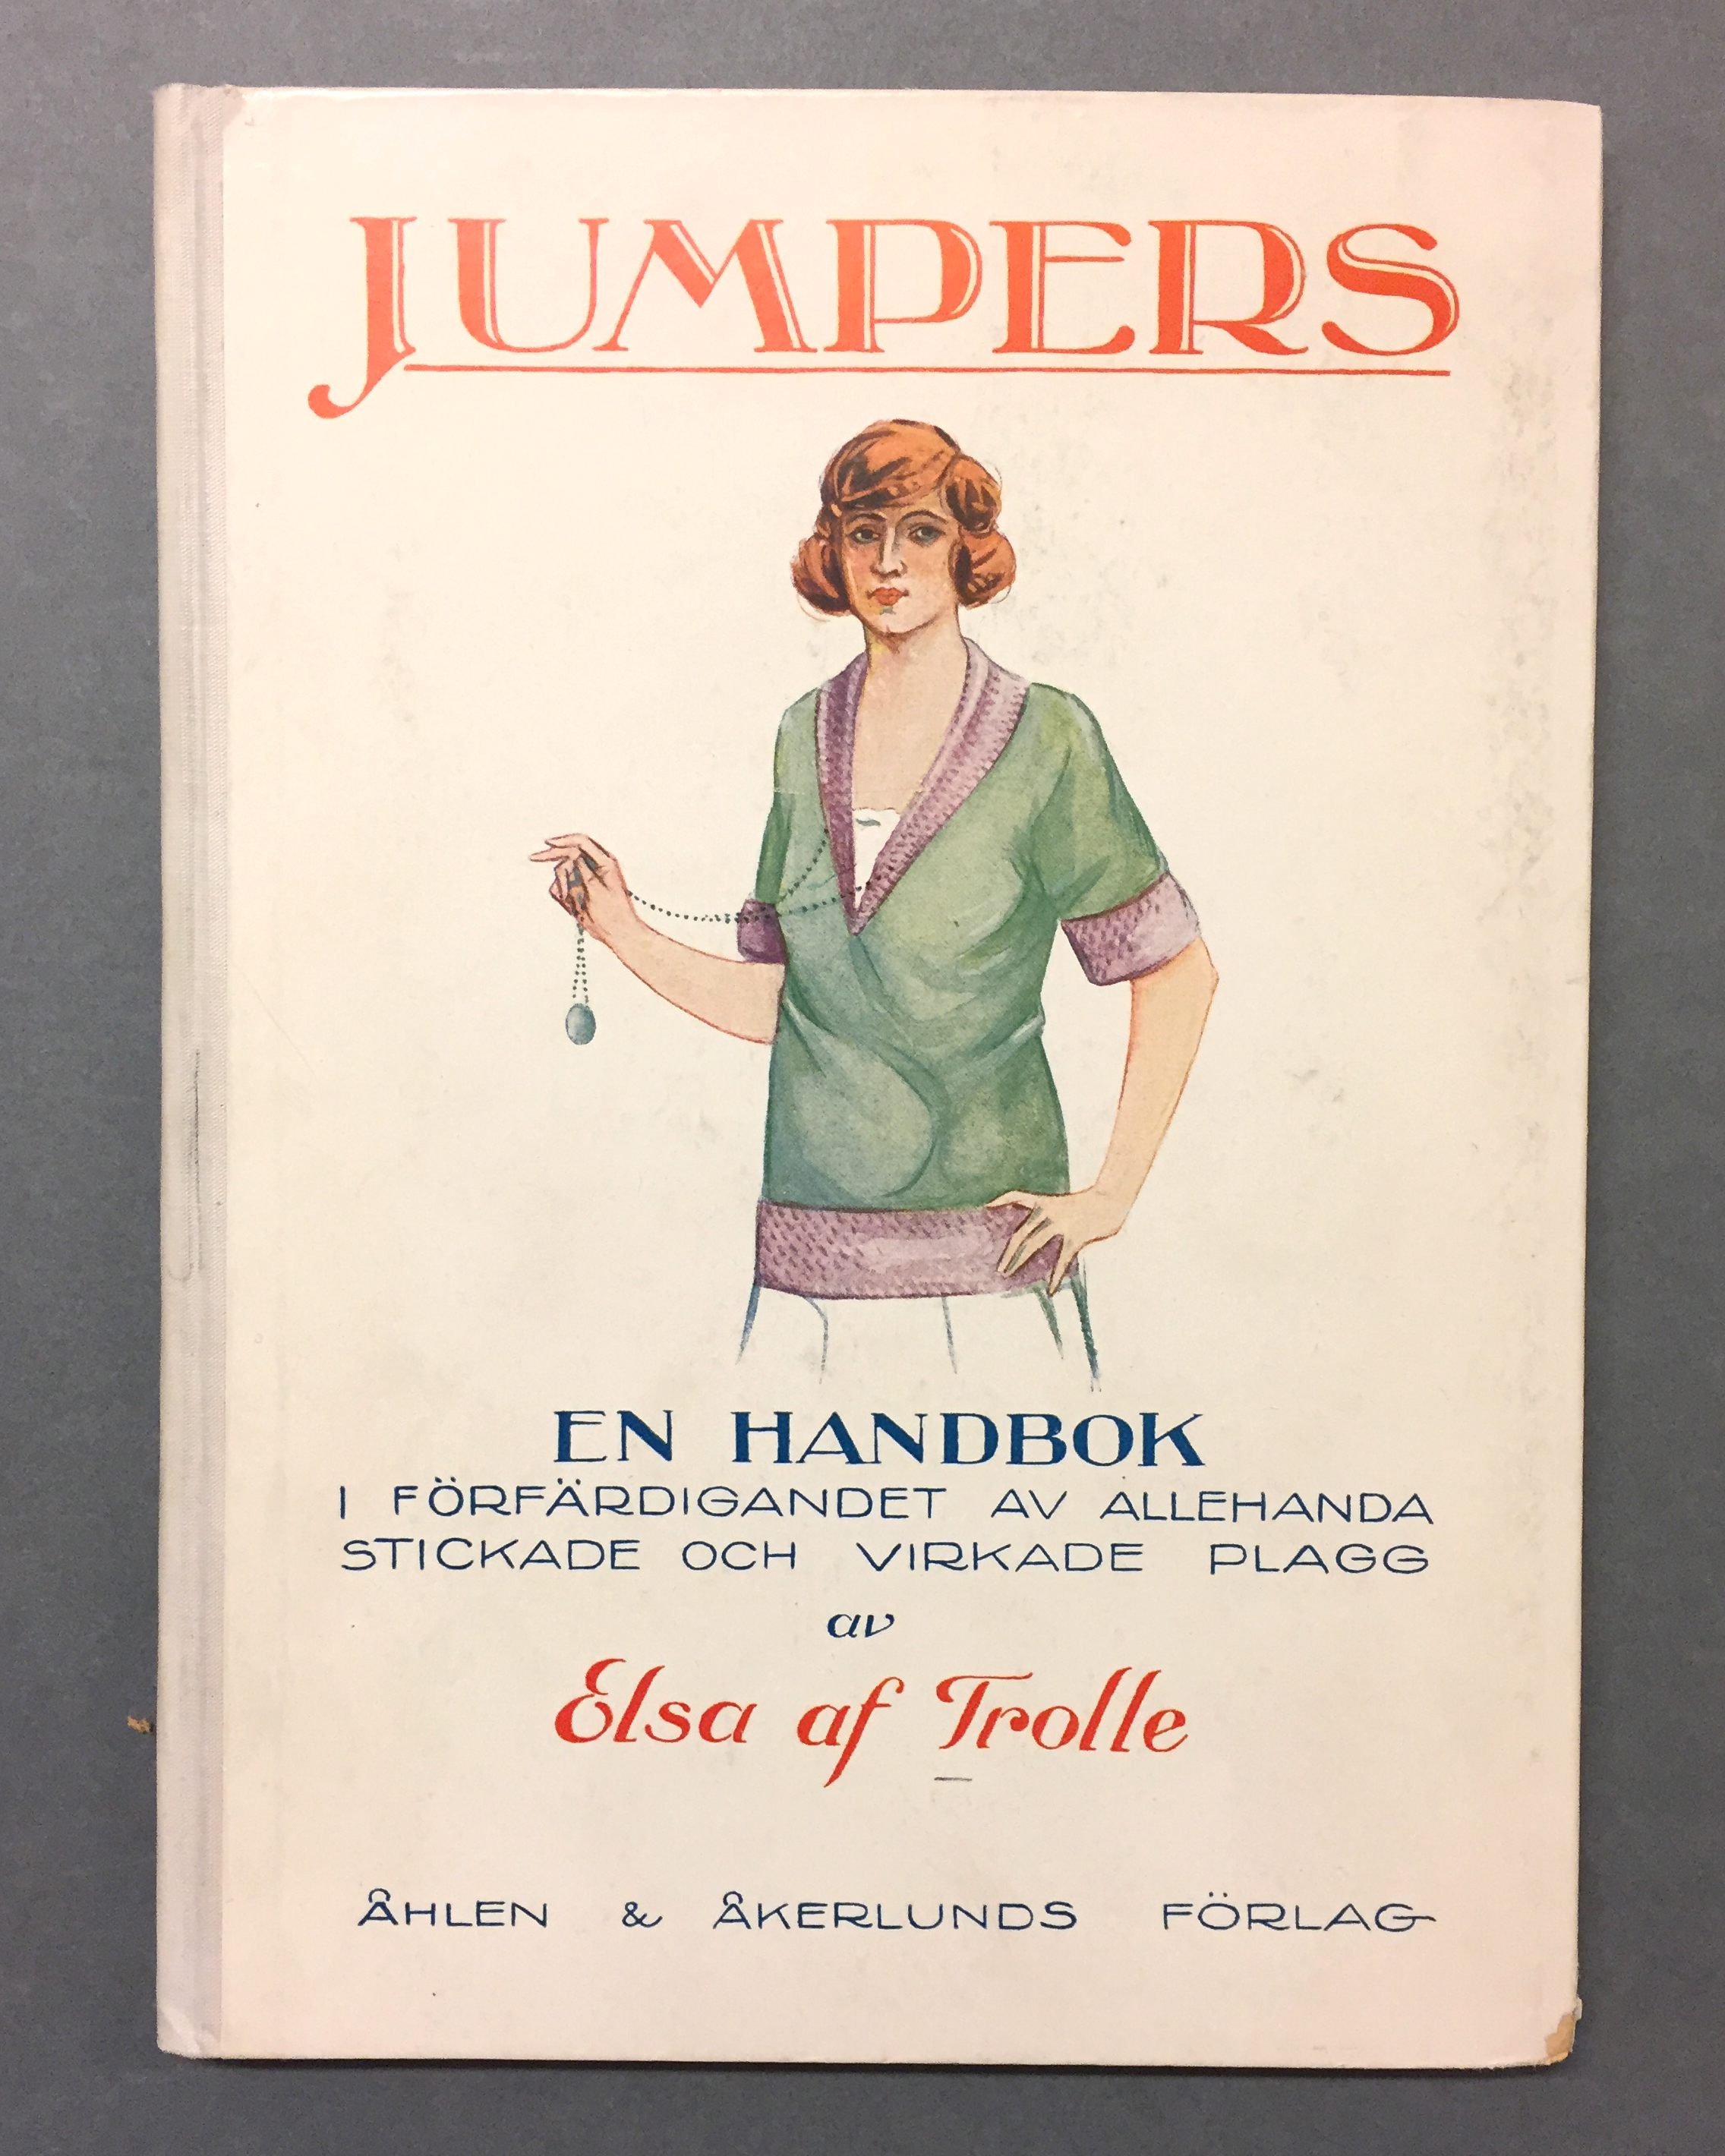 JUMPERS
EN HANDBOK
I FÖRFÄRDIGANDET AV ALLEHANDA
STICKADE OCH VIRKADE PLAGG
av
Elsa af Trolle
ÅHLEN & ÅKERLUNDS FÖRLAG